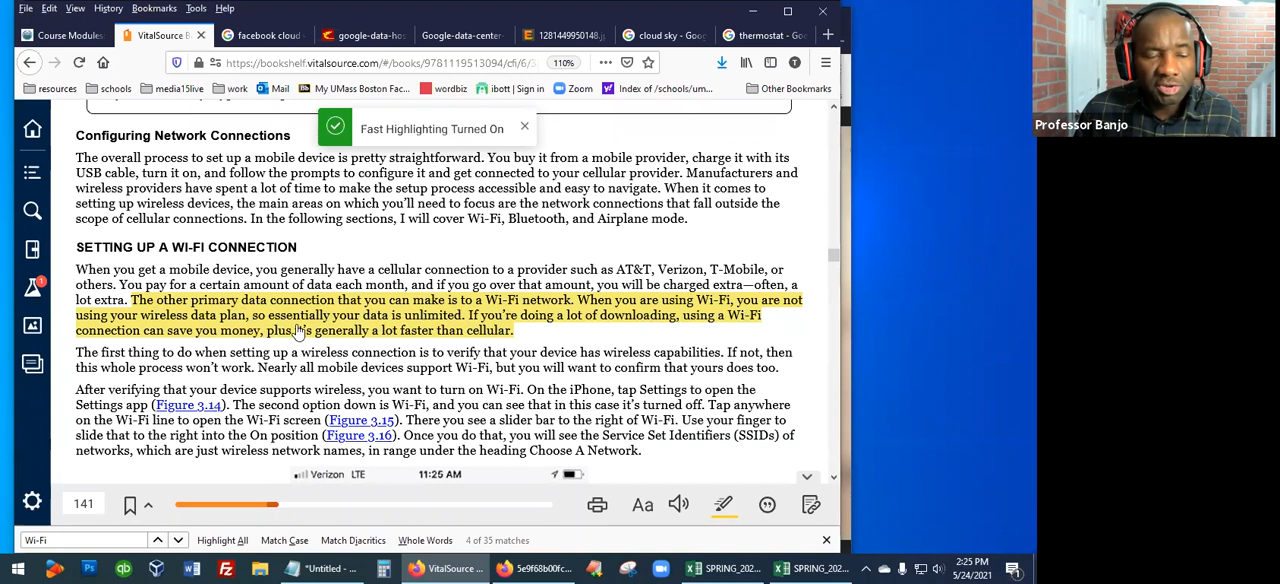 File Edit View History Bookmarks Tools Help
Course Modules:
VitalSource B
facebook cloud
google-data-hos
Google-data-center-
1281449950148.j
cloud sky - Goog
thermostat - Goo
https://bookshelf.vitalsource.com/#/books/9781119513094/cfi/6/3
110%
resources schools media15live work Mail My UMass Boston Fac... wordbiz ibott | Sign in Zoom Index of /schools/um... Other Bookmarks
Fast Highlighting Turned On
Configuring Network Connections
The overall process to set up a mobile device is pretty straightforward. You buy it from a mobile provider, charge it with its
USB cable, turn it on, and follow the prompts to configure it and get connected to your cellular provider. Manufacturers and
wireless providers have spent a lot of time to make the setup process accessible and easy to navigate. When it comes to
setting up wireless devices, the main areas on which you'll need to focus are the network connections that fall outside the
scope of cellular connections. In the following sections, I will cover Wi-Fi, Bluetooth, and Airplane mode.
SETTING UP A WI-FI CONNECTION
When you get a mobile device, you generally have a cellular connection to a provider such as AT&T, Verizon, T-Mobile, or
others. You pay for a certain amount of data each month, and if you go over that amount, you will be charged extra—often, a
lot extra. The other primary data connection that you can make is to a Wi-Fi network. When you are using Wi-Fi, you are not
using your wireless data plan, so essentially your data is unlimited. If you're doing a lot of downloading, using a Wi-Fi
connection can save you money, plus generally a lot faster than cellular.
The first thing to do when setting up a wireless connection is to verify that your device has wireless capabilities. If not, then
this whole process won't work. Nearly all mobile devices support Wi-Fi, but you will want to confirm that yours does too.
After verifying that your device supports wireless, you want to turn on Wi-Fi. On the iPhone, tap Settings to open the
Settings app (Figure 3.14). The second option down is Wi-Fi, and you can see that in this case it's turned off. Tap anywhere
on the Wi-Fi line to open the Wi-Fi screen (Figure 3.15). There you see a slider bar to the right of Wi-Fi. Use your finger to
slide that to the right into the On position (Figure 3.16). Once you do that, you will see the Service Set Identifiers (SSIDs) of
networks, which are just wireless network names, in range under the heading Choose A Network.
Verizon LTE 11:25 AM
141
Aa
Wi-Fi Highlight All Match Case Match Diacritics Whole Words 4 of 35 matches
*Untitled - ... VitalSource ... 5e9f68b00fc... SPRING_202... SPRING_202...
2:25 PM
5/24/2021
Professor Banjo